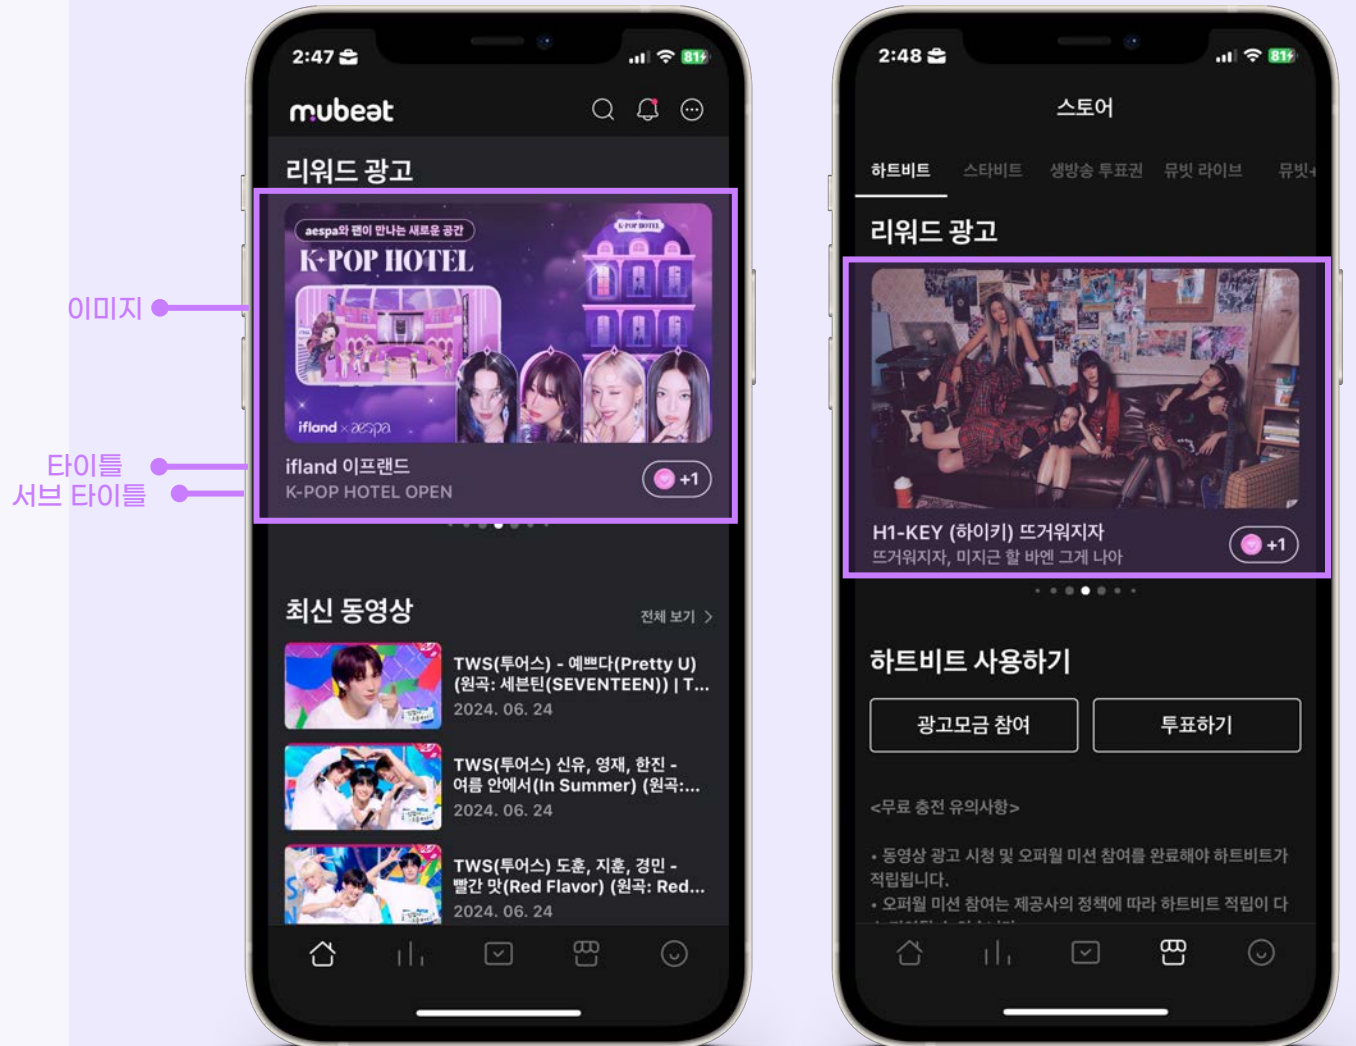 이미지
타이틀
서브 타이틀
2:47
81
mubeat
리워드 광고
aespa와 팬이 만나는 새로운 공간
K-POP HOTEL
K-POP HOTEL
ifland × aespa
ifland 이프랜드
K-POP HOTEL OPEN
+1
최신 동영상
전체 보기 >
TWS(투어스) - 예쁘다(Pretty U)
(원곡: 세븐틴(SEVENTEEN)) | T...
2024. 06. 24
TWS(투어스) 신유, 영재, 한진 -
여름 안에서(In Summer) (원곡:...
2024. 06. 24
TWS(투어스) 도훈, 지훈, 경민 -
빨간 맛(Red Flavor) (원곡: Red...
2024. 06. 24
2:48
81
스토어
하트비트 스타비트 생방송 투표권 뮤빗 라이브 뮤빗+
리워드 광고
H1-KEY (하이키) 뜨거워지자
뜨거워지자, 미지근 할 바엔 그게 나아
+1
하트비트 사용하기
광고모금 참여
투표하기
<무료 충전 유의사항>
• 동영상 광고 시청 및 오퍼월 미션 참여를 완료해야 하트비트가
적립됩니다.
• 오퍼월 미션 참여는 제공사의 정책에 따라 하트비트 적립이 다